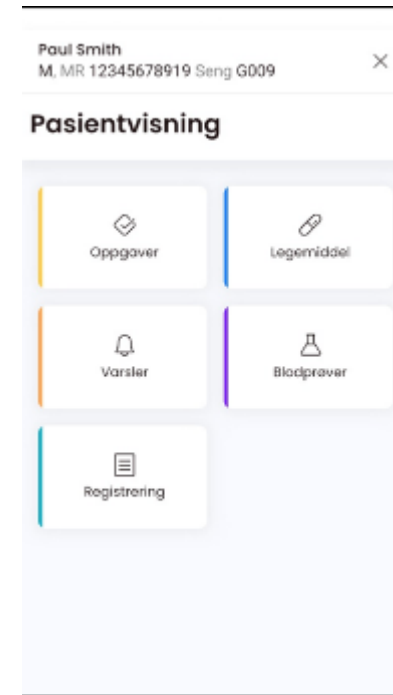 Paul Smith
M, MR 12345678919 Seng G009
Pasientvisning
Oppgaver
Legemiddel
Varsler
Blodprøver
Registrering